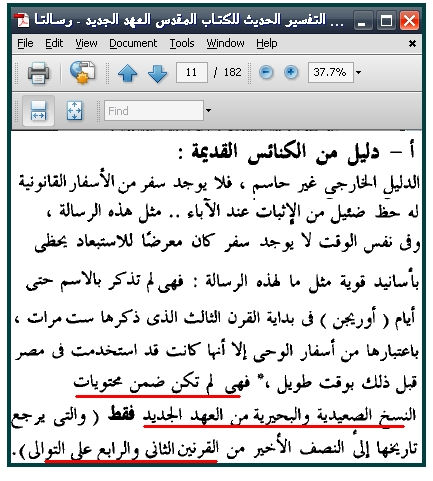 التفسير الحديث للكتاب المقدس العهد الجديد - رسالتا ...
File Edit View Document Tools Window Help
11 / 182 37.7%
Find
أ – دليل من الكنائس القديمة :
الدليل الخارجي غير حاسم ، فلا يوجد سفر من الأسفار القانونية
له حظ ضئيل من الإثبات عند الآباء .. مثل هذه الرسالة ،
وفى نفس الوقت لا يوجد سفر كان معرضًا للاستبعاد يحظى
بأسانيد قوية مثل ما لهذه الرسالة : فهى لم تذكر بالاسم حتى
أيام ( أوريجن ) فى بداية القرن الثالث الذى ذكرها ست مرات ،
باعتبارها من أسفار الوحى إلا أنها كانت قد استخدمت فى مصر
قبل ذلك بوقت طويل ،* فهى لم تكن ضمن محتويات
النسخ الصعيدية والبحيرية من العهد الجديد فقط ( والتى يرجع
تاريخها إلى النصف الأخير من القرنين الثانى والرابع على التوالى).